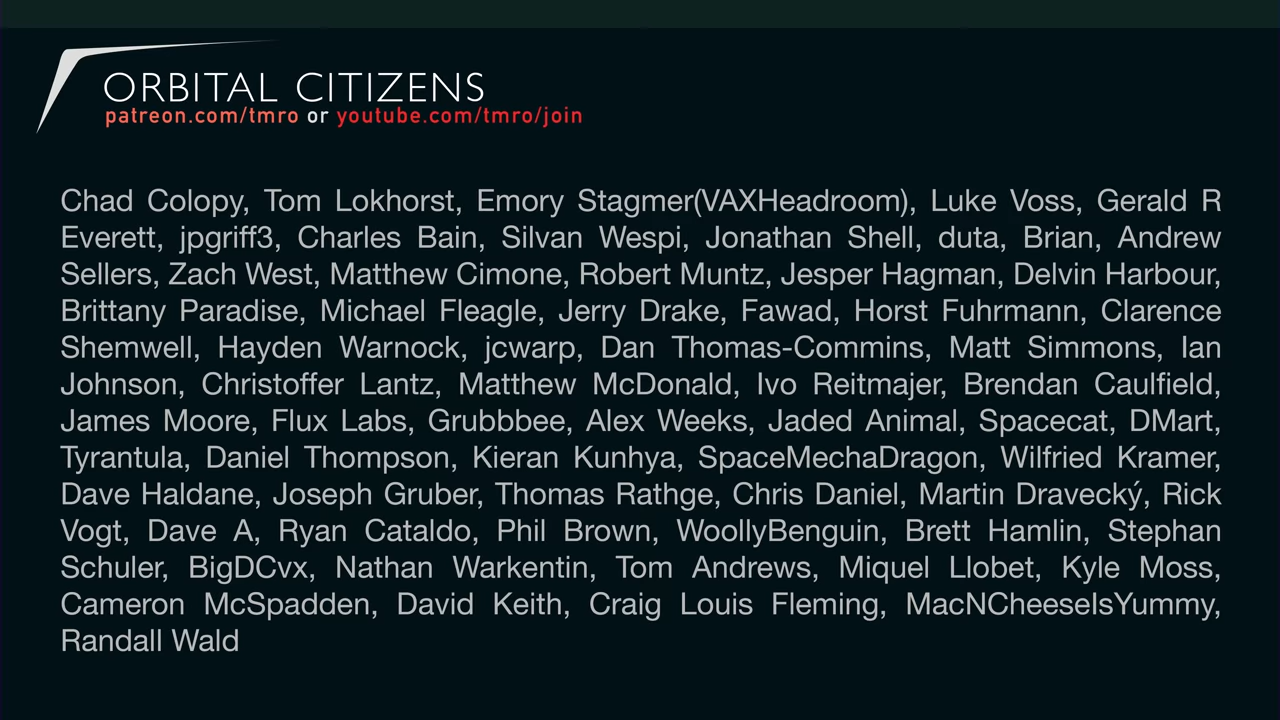 ORBITAL CITIZENS
patreon.com/tmro or youtube.com/tmro/join
Chad Colopy, Tom Lokhorst, Emory Stagmer(VAXHeadroom), Luke Voss, Gerald R
Everett, jpgriff3, Charles Bain, Silvan Wespi, Jonathan Shell, duta, Brian, Andrew
Sellers, Zach West, Matthew Cimone, Robert Muntz, Jesper Hagman, Delvin Harbour,
Brittany Paradise, Michael Fleagle, Jerry Drake, Fawad, Horst Fuhrmann, Clarence
Shemwell, Hayden Warnock, jcwarp, Dan Thomas-Commins, Matt Simmons, Ian
Johnson, Christoffer Lantz, Matthew McDonald, Ivo Reitmajer, Brendan Caulfield,
James Moore, Flux Labs, Grubbbee, Alex Weeks, Jaded Animal, Spacecat, DMart,
Tyrantula, Daniel Thompson, Kieran Kunhya, SpaceMechaDragon, Wilfried Kramer,
Dave Haldane, Joseph Gruber, Thomas Rathge, Chris Daniel, Martin Dravecký, Rick
Vogt, Dave A, Ryan Cataldo, Phil Brown, WoollyBenguin, Brett Hamlin, Stephan
Schuler, BigDCvx, Nathan Warkentin, Tom Andrews, Miquel Llobet, Kyle Moss,
Cameron McSpadden, David Keith, Craig Louis Fleming, MacNCheeseIsYummy,
Randall Wald